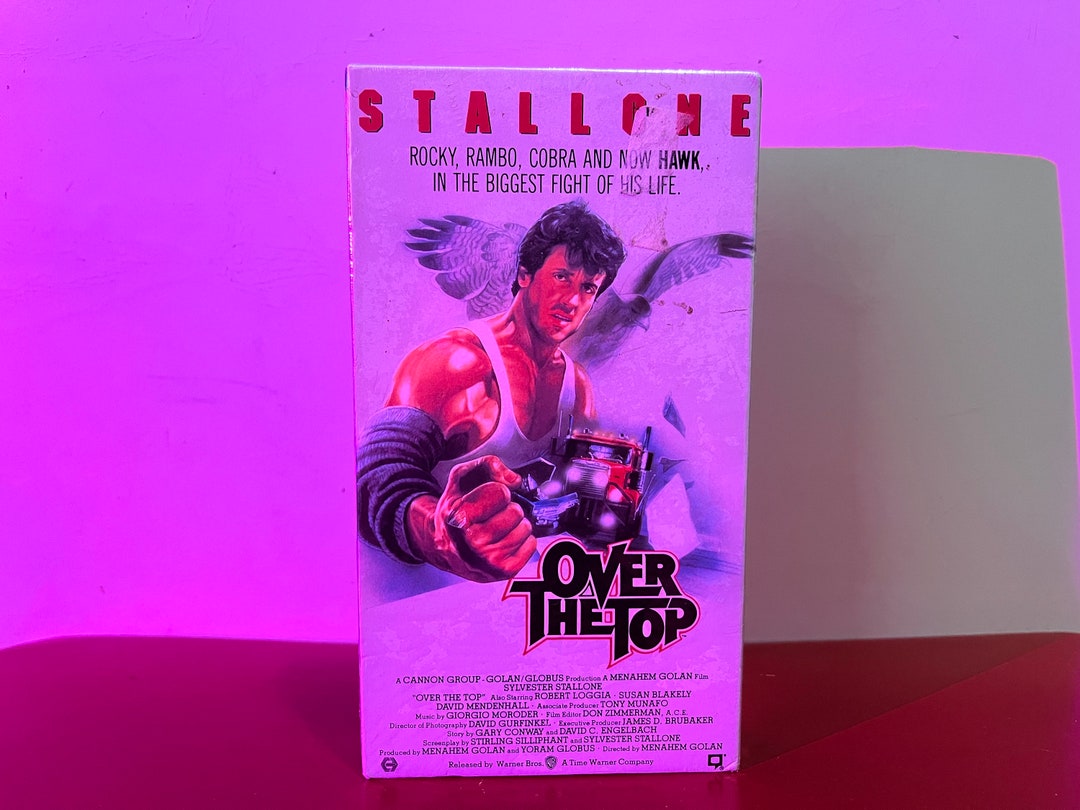 STALLONE
ROCKY, RAMBO, COBRA AND NOW HAWK,
IN THE BIGGEST FIGHT OF HIS LIFE.
OVER
THE TOP
A CANNON GROUP - GOLAN/GLOBUS Production A MENAHEM GOLAN Film
SYLVESTER STALLONE
"OVER THE TOP" Also Starring ROBERT LOGGIA · SUSAN BLAKELY
DAVID MENDENHALL · Associate Producer TONY MUNAFO
Music by GIORGIO MORODER · Film Editor DON ZIMMERMAN, A.C.E.
Director of Photography DAVID GURFINKEL · Executive Producer JAMES D. BRUBAKER
Story by GARY CONWAY and DAVID C. ENGELBACH
Screenplay by STIRLING SILLIPHANT and SYLVESTER STALLONE
Produced by MENAHEM GOLAN and YORAM GLOBUS · Directed by MENAHEM GOLAN
Released by Warner Bros. WB A Time Warner Company